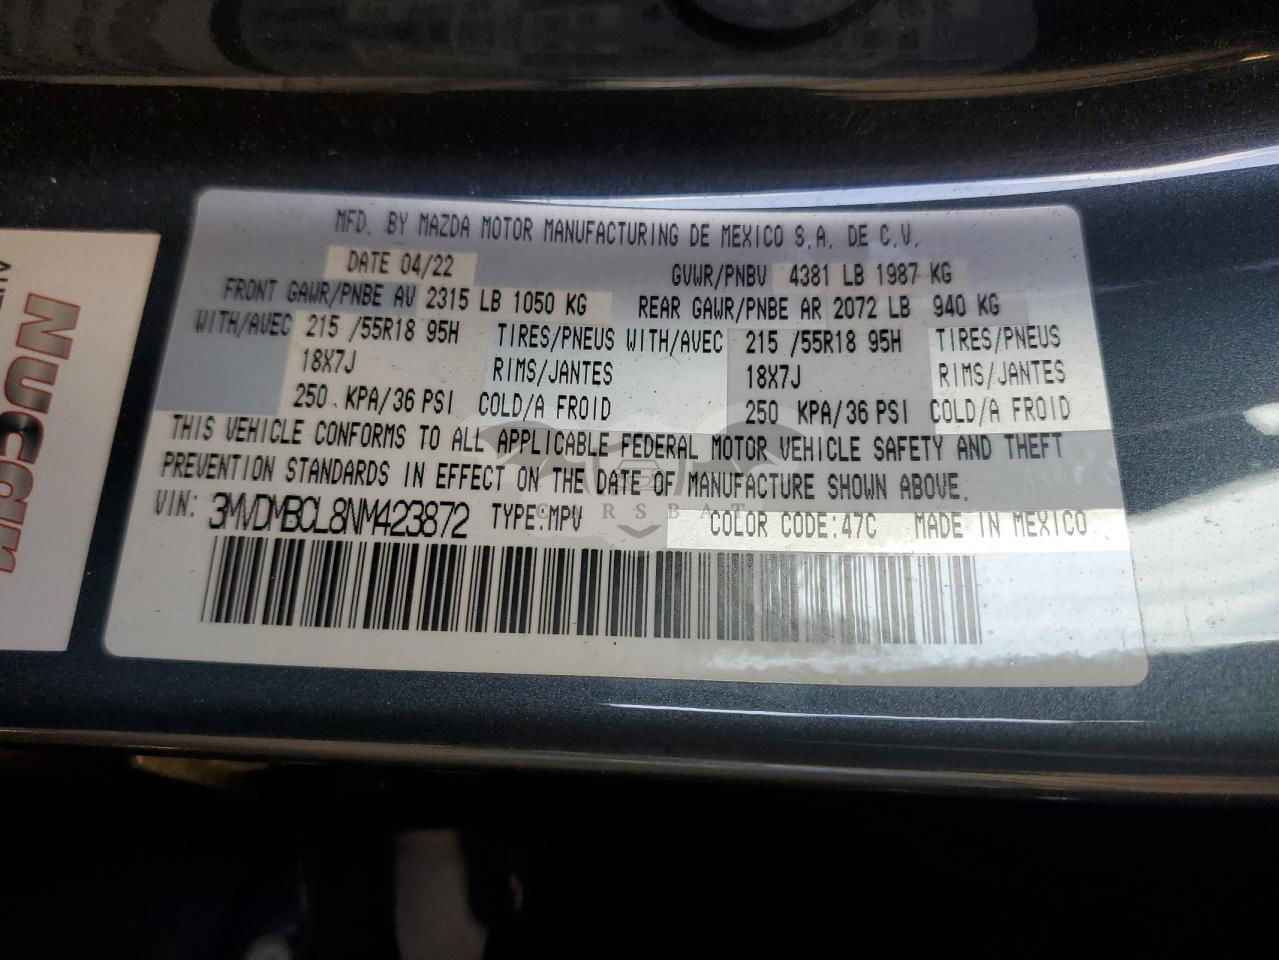 MFD. BY MAZDA MOTOR MANUFACTURING DE MEXICO S.A. DE C.V.
DATE 04/22 GVWR/PNBV 4381 LB 1987 KG
FRONT GAWR/PNBE AV 2315 LB 1050 KG REAR GAWR/PNBE AR 2072 LB 940 KG
WITH/AVEC 215 /55R18 95H TIRES/PNEUS WITH/AVEC 215 /55R18 95H TIRES/PNEUS
18X7J RIMS/JANTES 18X7J RIMS/JANTES
250 KPA/36 PSI COLD/A FROID 250 KPA/36 PSI COLD/A FROID
THIS VEHICLE CONFORMS TO ALL APPLICABLE FEDERAL MOTOR VEHICLE SAFETY AND THEFT
PREVENTION STANDARDS IN EFFECT ON THE DATE OF MANUFACTURE SHOWN ABOVE.
VIN: 3MVDMBCL8NM423872 TYPE:MPV COLOR CODE:47C MADE IN MEXICO
NUCAR